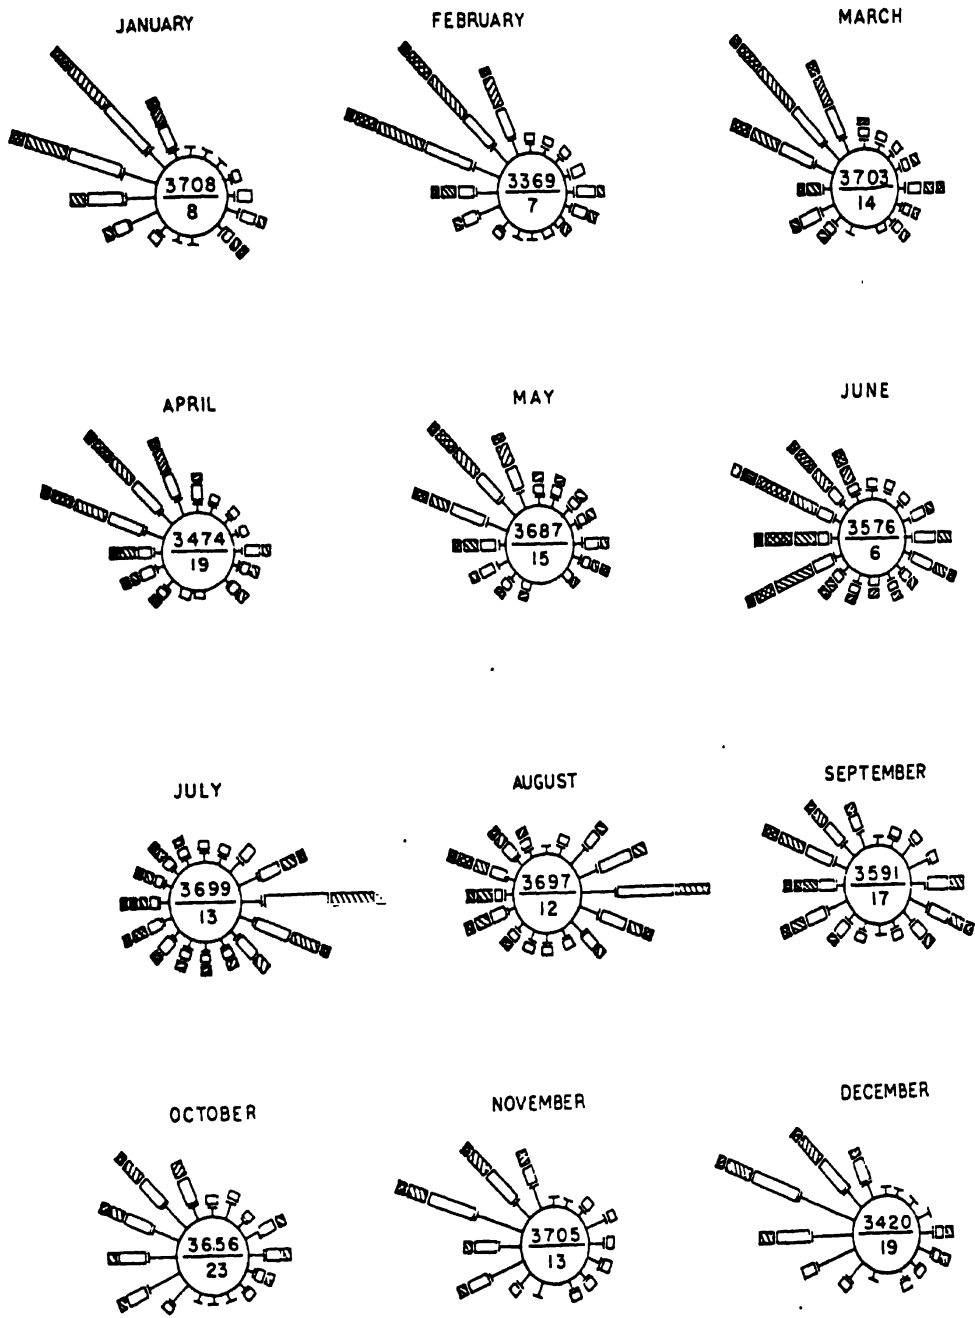 JANUARY
FEBRUARY
MARCH
3708
8
3369
7
3703
14
APRIL
MAY
JUNE
3474
19
3687
15
3576
6
JULY
AUGUST
SEPTEMBER
3699
13
3697
12
3591
17
OCTOBER
NOVEMBER
DECEMBER
36.56
23
3705
13
3420
19